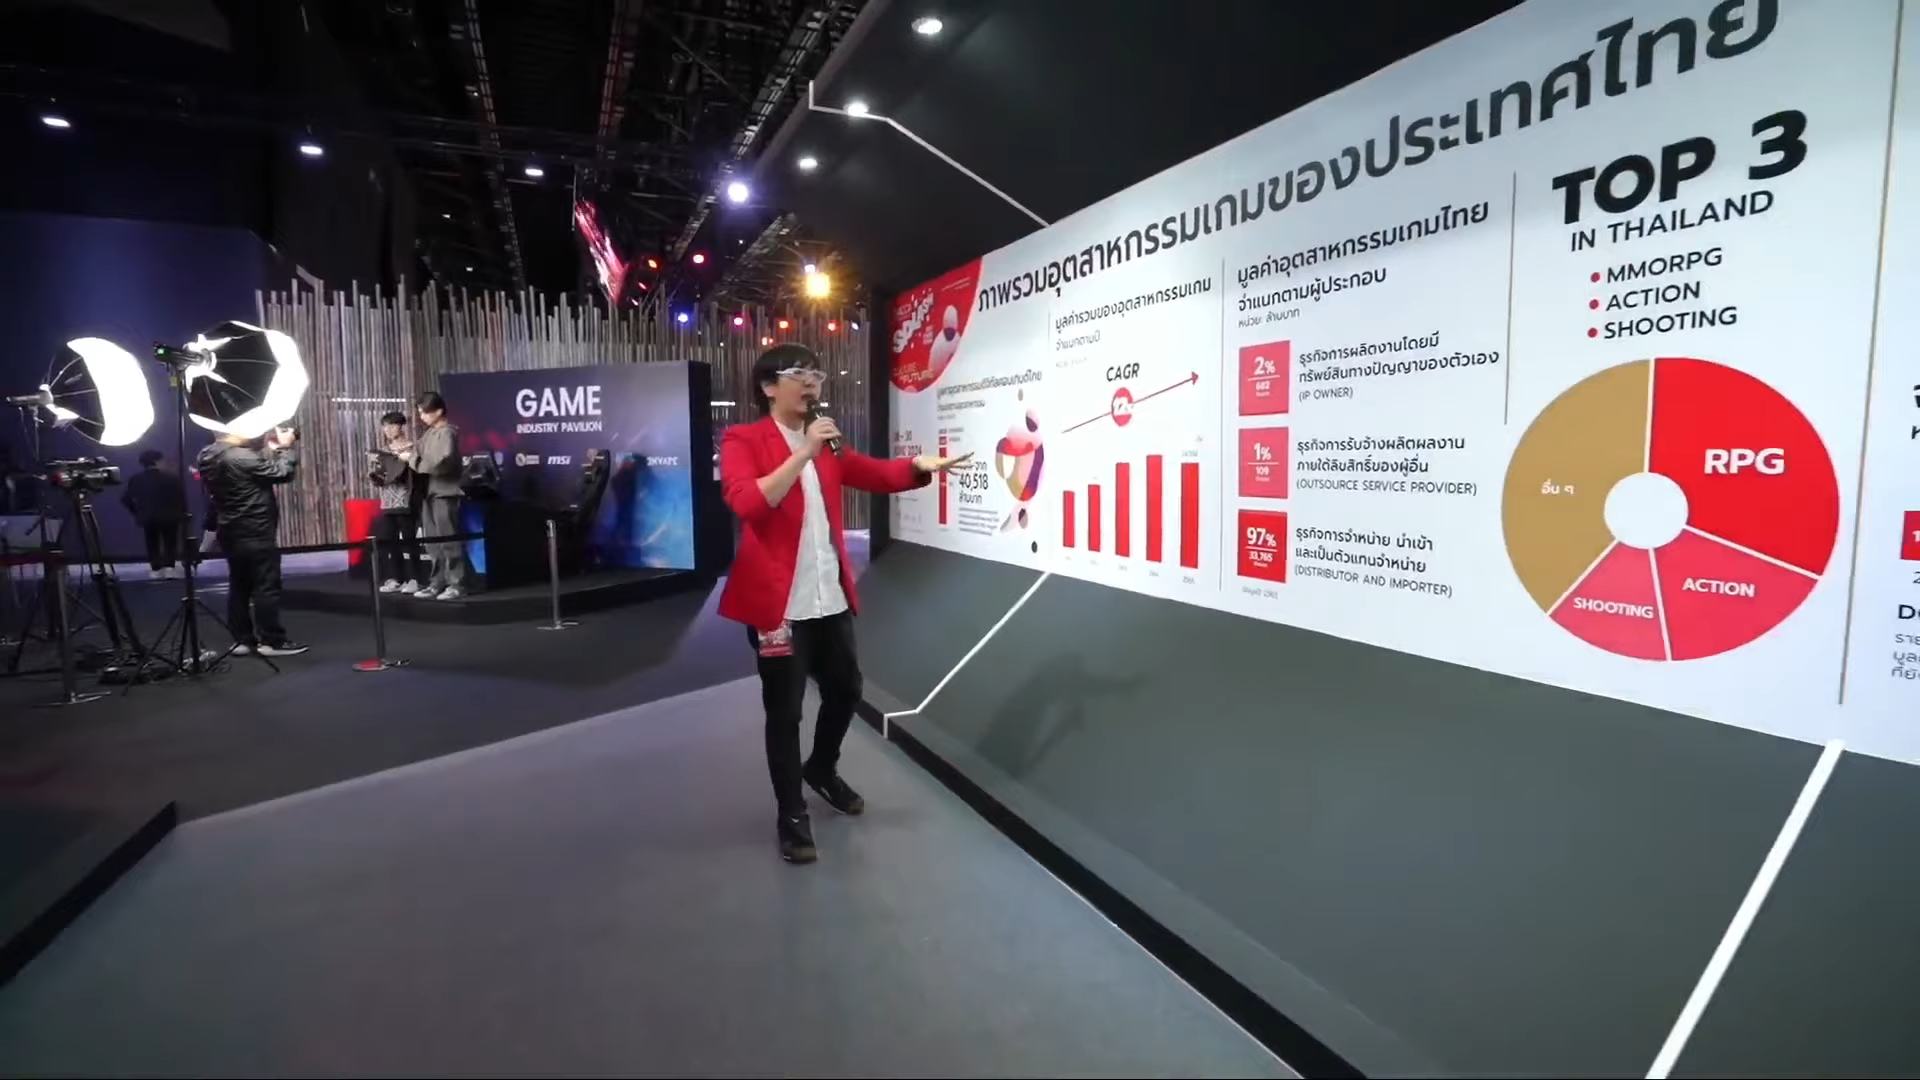 ภาพรวมอุตสาหกรรมเกมของประเทศไทย
GAME
INDUSTRY PAVILION
msi
SPLASH
40,518
ล้านบาท
มูลค่ารวมของอุตสาหกรรมเกม
จำแนกตามปี
CAGR
มูลค่าอุตสาหกรรมเกมไทย
จำแนกตามผู้ประกอบ
หน่วย: ล้านบาท
2%
682
ธุรกิจการผลิตงานโดยมี
ทรัพย์สินทางปัญญาของตัวเอง
(IP OWNER)
1%
109
ธุรกิจการรับจ้างผลิตผลงาน
ภายใต้ลิขสิทธิ์ของผู้อื่น
(OUTSOURCE SERVICE PROVIDER)
97%
33,765
ธุรกิจการจำหน่าย นำเข้า
และเป็นตัวแทนจำหน่าย
(DISTRIBUTOR AND IMPORTER)
TOP 3
IN THAILAND
• MMORPG
• ACTION
• SHOOTING
RPG
อื่น ๆ
ACTION
SHOOTING